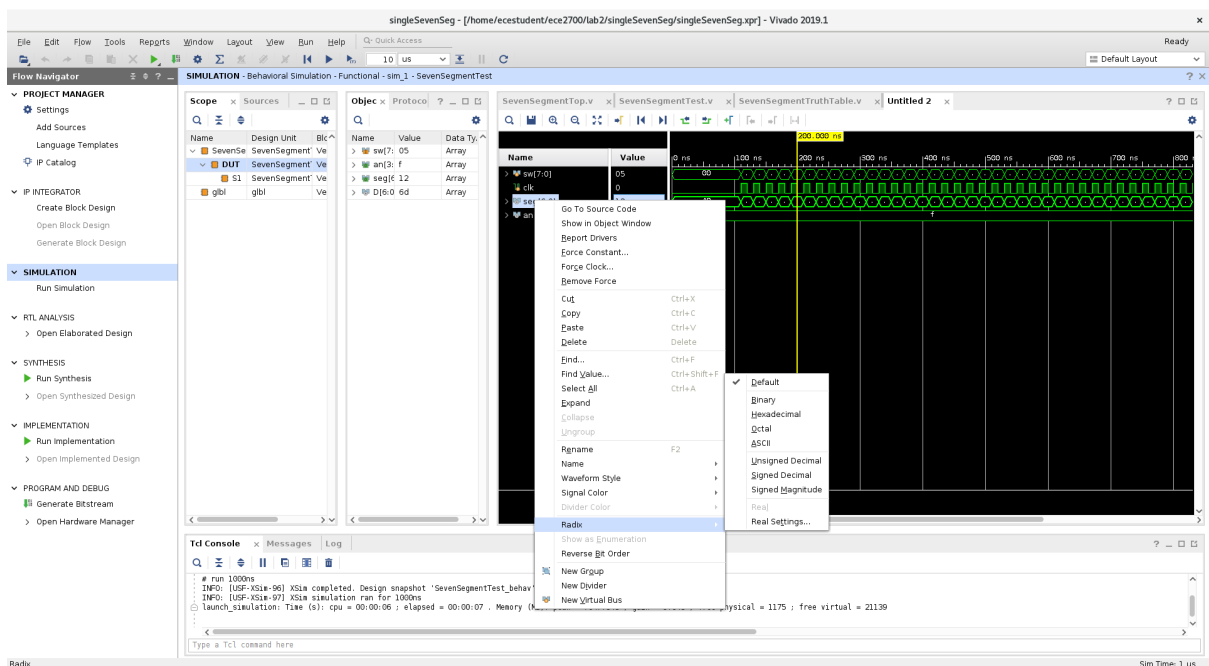 singleSevenSeg - [/home/ecestudent/ece2700/lab2/singleSevenSeg/singleSevenSeg.xpr] - Vivado 2019.1
File Edit Flow Tools Reports Window Layout View Run Help Q- Quick Access Ready
10 us Default Layout
Flow Navigator
SIMULATION - Behavioral Simulation - Functional - sim_1 - SevenSegmentTest
PROJECT MANAGER
Settings
Add Sources
Language Templates
IP Catalog
IP INTEGRATOR
Create Block Design
Open Block Design
Generate Block Design
SIMULATION
Run Simulation
RTL ANALYSIS
Open Elaborated Design
SYNTHESIS
Run Synthesis
Open Synthesized Design
IMPLEMENTATION
Run Implementation
Open Implemented Design
PROGRAM AND DEBUG
Generate Bitstream
Open Hardware Manager
Scope Sources
Name Design Unit Blc
SevenSe SevenSegment Ve
DUT SevenSegment Ve
S1 SevenSegment Ve
glbl glbl Ve
Objec Protoco
Name Value Data Ty.
sw[7: 05 Array
an[3: f Array
seg[6 12 Array
D[6:0 6d Array
SevenSegmentTop.v SevenSegmentTest.v SevenSegmentTruthTable.v Untitled 2
200.000 ns
Name Value 0 ns 100 ns 200 ns 300 ns 400 ns 500 ns 600 ns 700 ns 800
sw[7:0] 05 00
clk 0
an f
Go To Source Code
Show in Object Window
Report Drivers
Force Constant...
Force Clock...
Remove Force
Cut Ctrl+X
Copy Ctrl+C
Paste Ctrl+V
Delete Delete
Find... Ctrl+F
Find Value... Ctrl+Shift+F
Select All Ctrl+A
Expand
Collapse
Ungroup
Rename F2
Name
Waveform Style
Signal Color
Divider Color
Radix
Show as Enumeration
Reverse Bit Order
New Group
New Divider
New Virtual Bus
Default
Binary
Hexadecimal
Octal
ASCII
Unsigned Decimal
Signed Decimal
Signed Magnitude
Real
Real Settings...
Tcl Console Messages Log
# run 1000ns
INFO: [USF-XSim-96] XSim completed. Design snapshot 'SevenSegmentTest_behav'
INFO: [USF-XSim-97] XSim simulation ran for 1000ns
launch_simulation: Time (s): cpu = 00:00:06 ; elapsed = 00:00:07 . Memory physical = 1175 ; free virtual = 21139
Type a Tcl command here
Radix Sim Time: 1 us